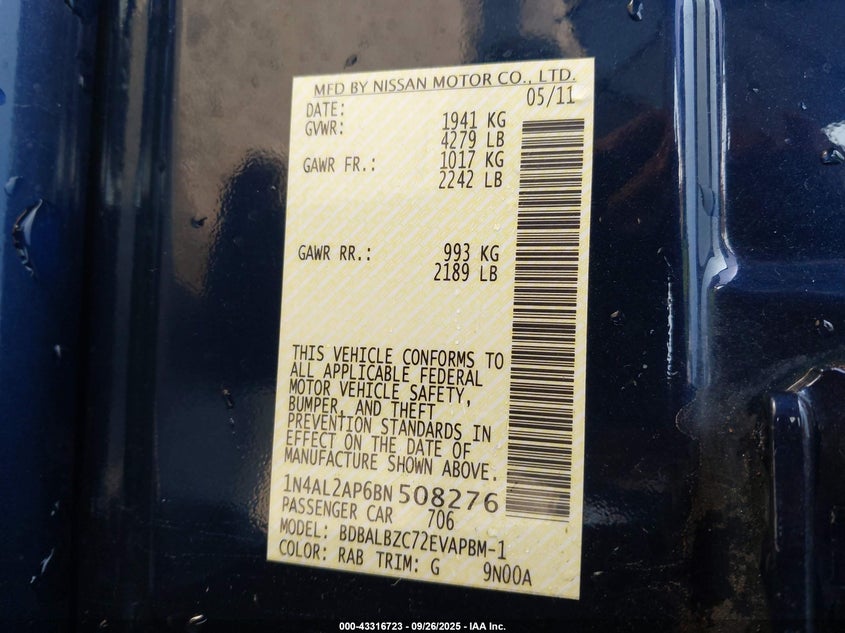 MFD BY NISSAN MOTOR CO., LTD.
DATE: 05/11
GVWR: 1941 KG
4279 LB
GAWR FR.: 1017 KG
2242 LB
GAWR RR.: 993 KG
2189 LB
THIS VEHICLE CONFORMS TO
ALL APPLICABLE FEDERAL
MOTOR VEHICLE SAFETY,
BUMPER, AND THEFT
PREVENTION STANDARDS IN
EFFECT ON THE DATE OF
MANUFACTURE SHOWN ABOVE.
1N4AL2AP6BN508276
PASSENGER CAR 706
MODEL: BDBALBZC72EVAPBM-1
COLOR: RAB TRIM: G 9N00A
000-43316723 - 09/26/2025 - IAA Inc.